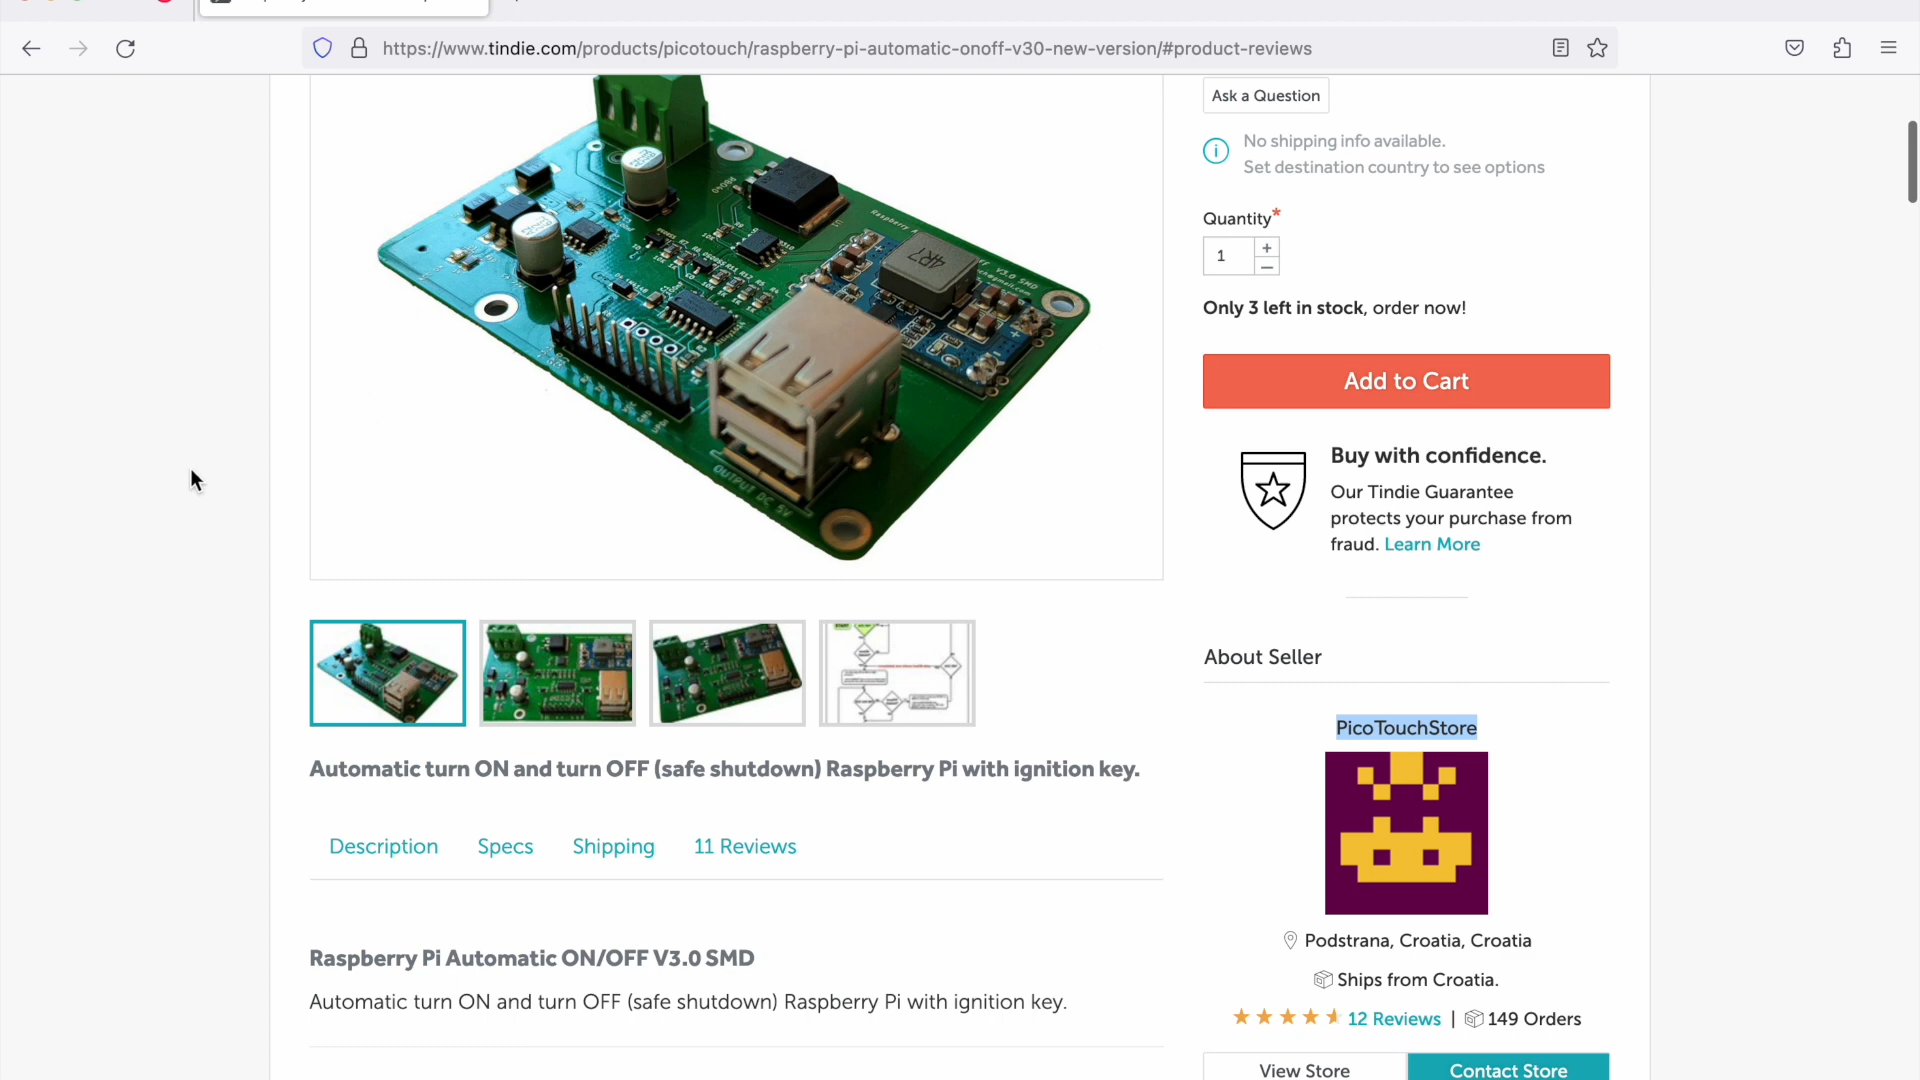 https://www.tindie.com/products/picotouch/raspberry-pi-automatic-onoff-v30-new-version/#product-reviews
Ask a Question
No shipping info available.
Set destination country to see options
Quantity*
1
+
−
Only 3 left in stock, order now!
Add to Cart
Buy with confidence.
Our Tindie Guarantee
protects your purchase from
fraud. Learn More
4R7
OUTPUT DC 5V
Automatic turn ON and turn OFF (safe shutdown) Raspberry Pi with ignition key.
Description
Specs
Shipping
11 Reviews
Raspberry Pi Automatic ON/OFF V3.0 SMD
Automatic turn ON and turn OFF (safe shutdown) Raspberry Pi with ignition key.
About Seller
PicoTouchStore
Podstrana, Croatia, Croatia
Ships from Croatia.
12 Reviews | 149 Orders
View Store
Contact Store